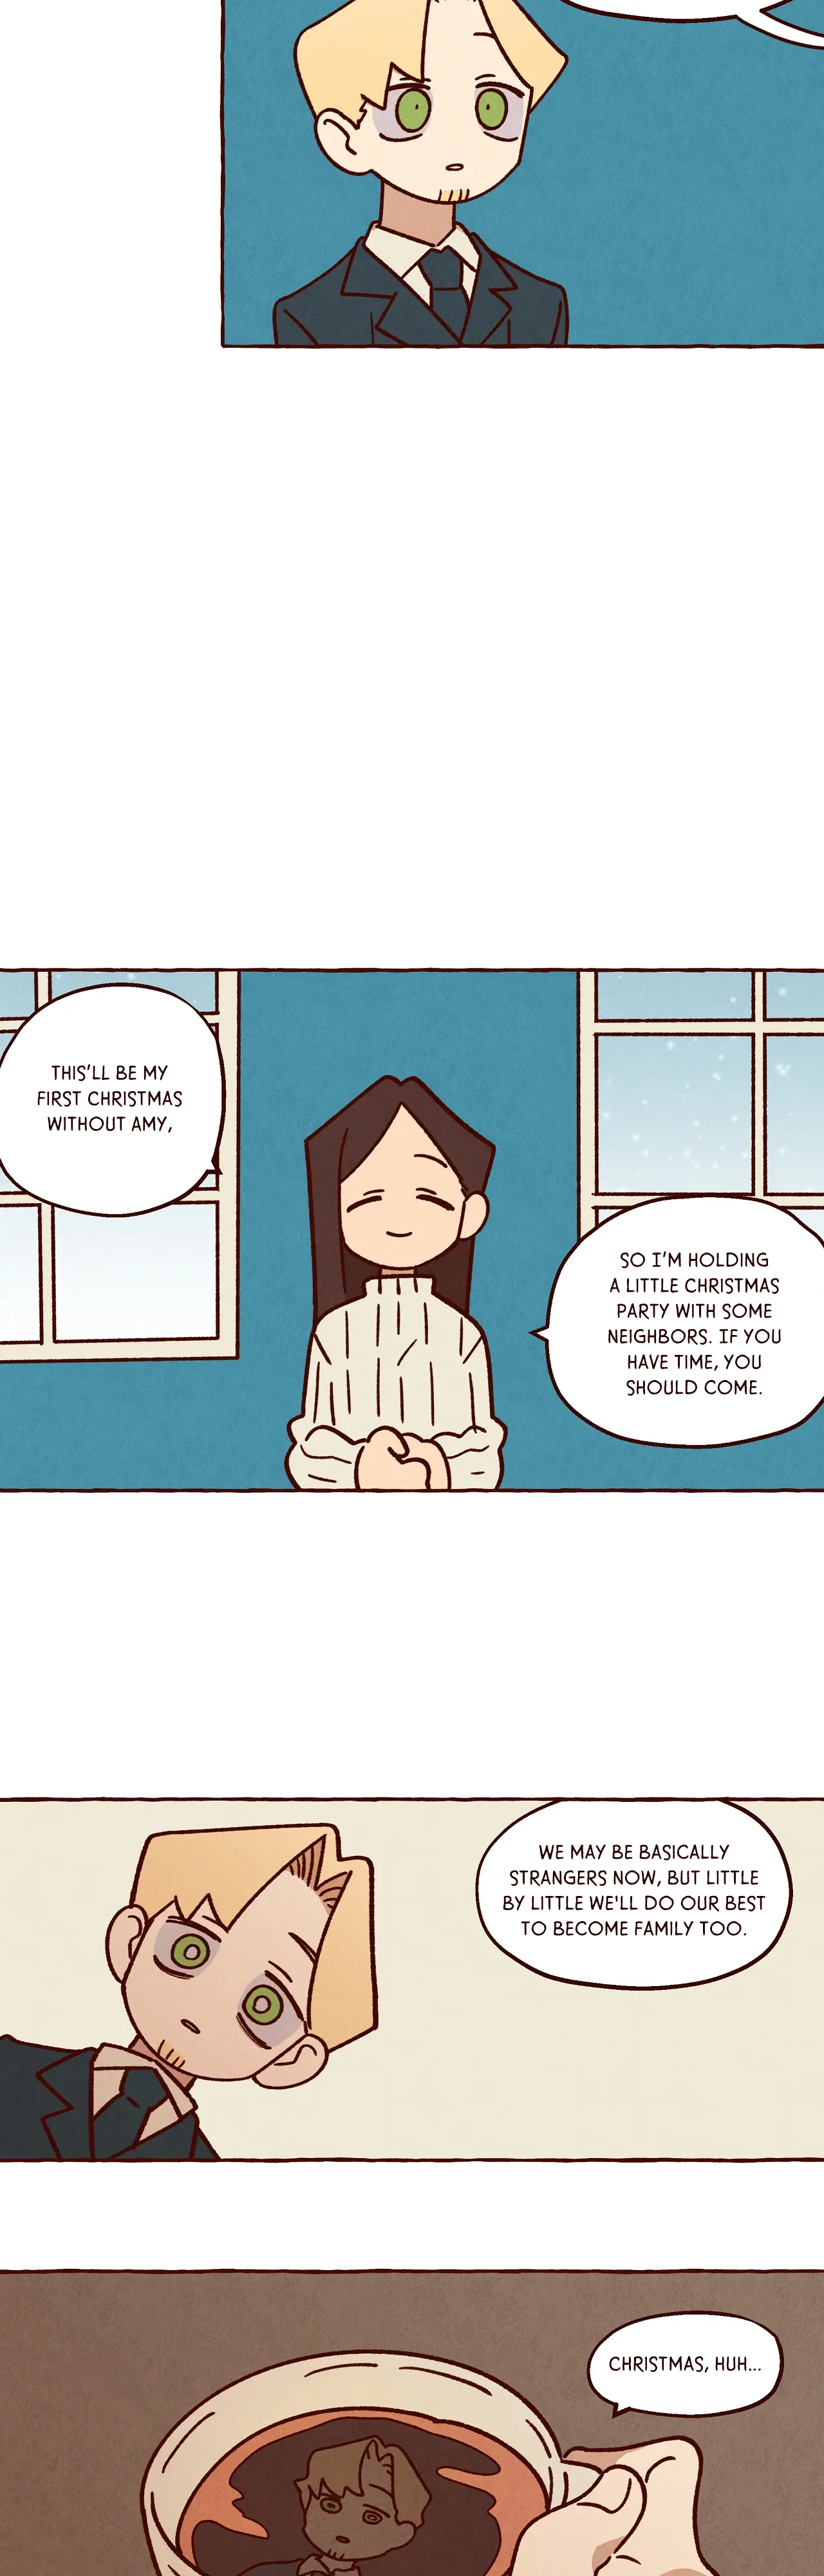 THIS'LL BE MY
FIRST CHRISTMAS
WITHOUT AMY,
SO I'M HOLDING
A LITTLE CHRISTMAS
PARTY WITH SOME
NEIGHBORS. IF YOU
HAVE TIME, YOU
SHOULD COME.
WE MAY BE BASICALLY
STRANGERS NOW, BUT LITTLE
BY LITTLE WE'LL DO OUR BEST
TO BECOME FAMILY TOO.
CHRISTMAS, HUH...